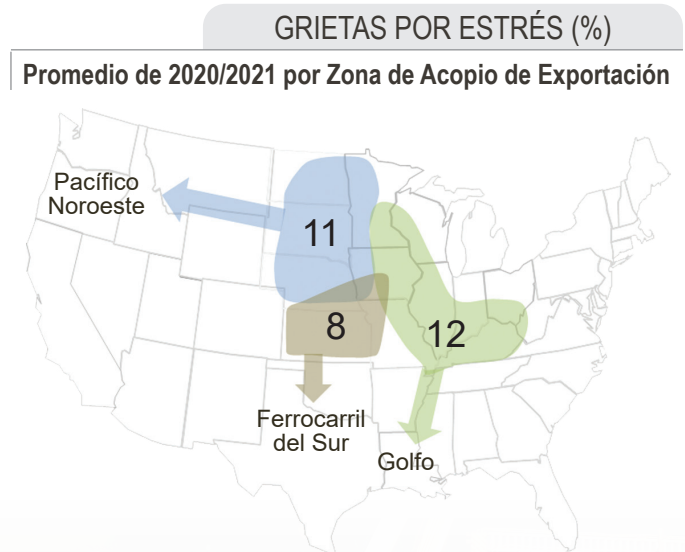 GRIETAS POR ESTRÉS (%)
Promedio de 2020/2021 por Zona de Acopio de Exportación
Pacífico
Noroeste
11
8
12
Ferrocarril
del Sur
Golfo